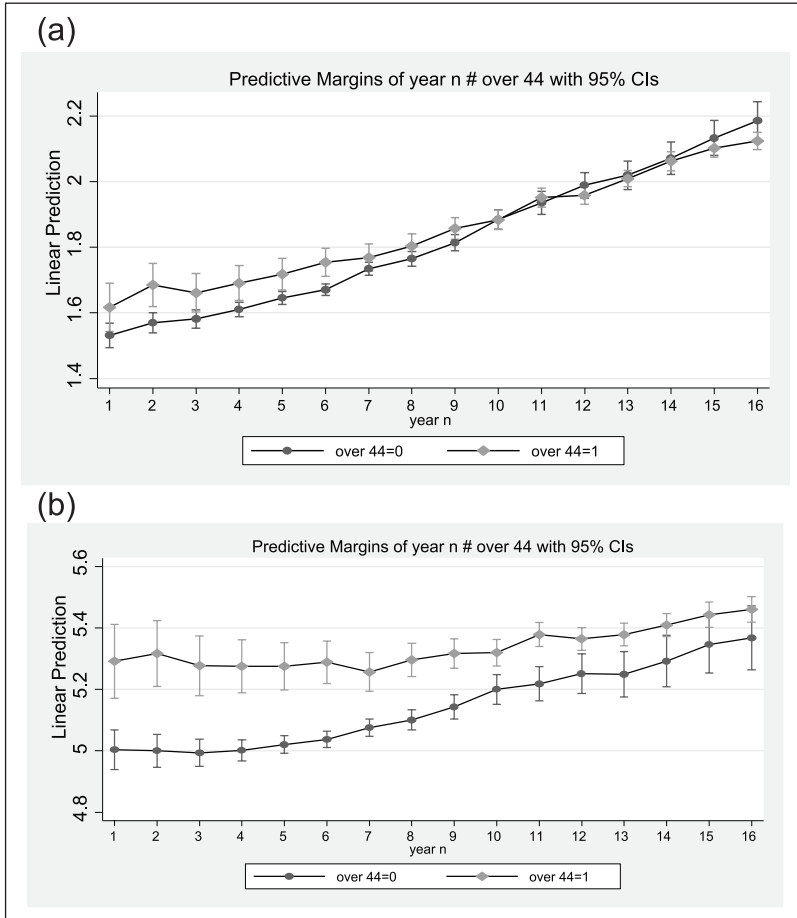 (a)
Predictive Margins of year n # over 44 with 95% CIs
Linear Prediction
2.2
2
1.8
1.6
1.4
1 2 3 4 5 6 7 8 9 10 11 12 13 14 15 16
year n
over 44=0 over 44=1
(b)
Predictive Margins of year n # over 44 with 95% CIs
Linear Prediction
5.6
5.4
5.2
5
4.8
1 2 3 4 5 6 7 8 9 10 11 12 13 14 15 16
year n
over 44=0 over 44=1